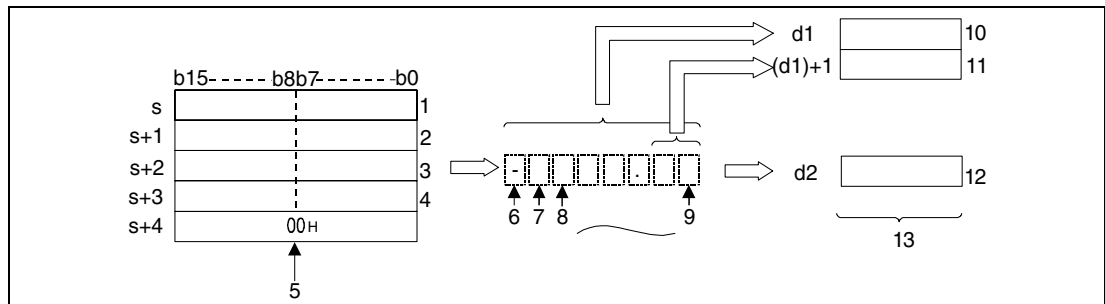 d1 10
(d1)+1 11
b15 b8b7 b0
s 1
s+1 2
s+2 3
s+3 4
s+4 00H
5
- .
6 7 8 9
d2 12
13